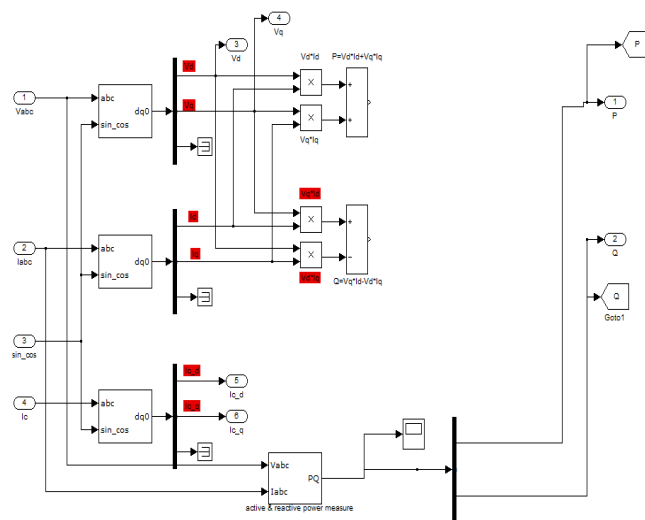 4
Vq
3
Vd
Vd*Id
P=Vd*Id+Vq*Iq
P
Vd
1
Vabc
abc
sin_cos
dq0
Vq
X
+
X
+
1
P
Vq*Iq
Vq*Id
2
Iabc
abc
sin_cos
dq0
X
+
X
-
2
Q
Vd*Iq
Q=Vq*Id-Vd*Iq
Q
Goto1
3
sin_cos
4
Ic
abc
sin_cos
dq0
Ic_d
5
Ic_d
Ic_q
6
Ic_q
Vabc
Iabc
PQ
active & reactive power measure